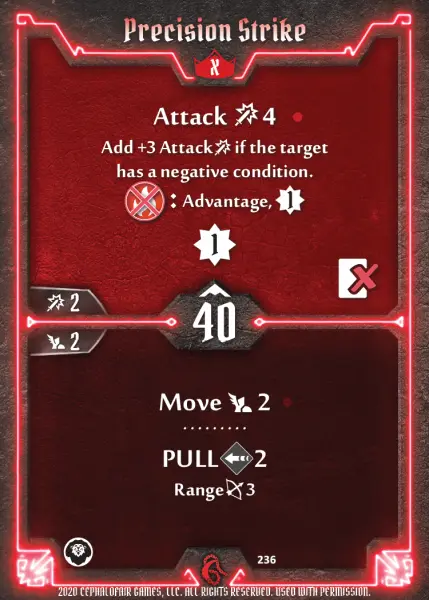 Precision Strike
X
Attack 4
Add +3 Attack if the target
has a negative condition.
: Advantage, 1
1
2
40
2
Move 2
PULL 2
Range 3
236
2020 CEPHALOFAIR GAMES, LLC. ALL RIGHTS RESERVED. USED WITH PERMISSION.